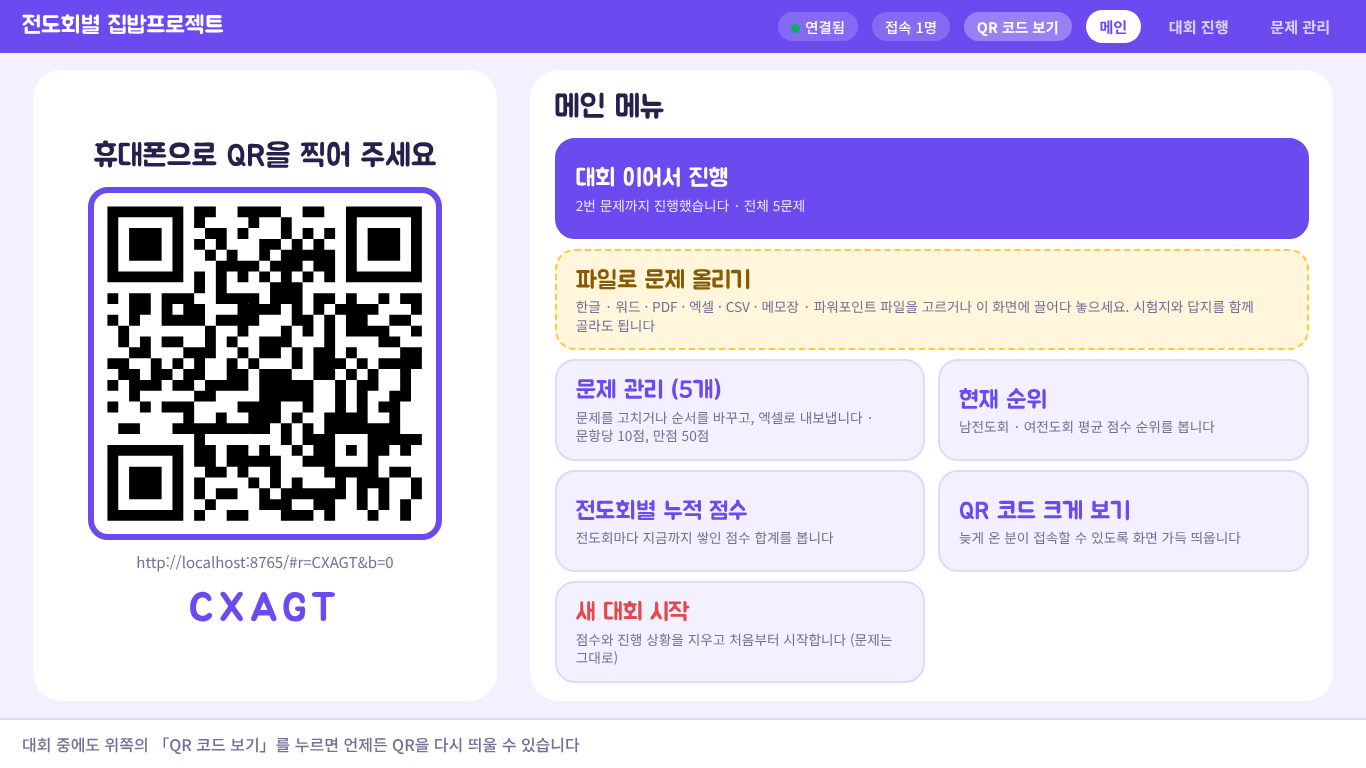 전도회별 집밥프로젝트
연결됨
접속 1명
QR 코드 보기
메인
대회 진행
문제 관리
휴대폰으로 QR을 찍어 주세요
http://localhost:8765/#r=CXAGT&b=0
CXAGT
메인 메뉴
대회 이어서 진행
2번 문제까지 진행했습니다 · 전체 5문제
파일로 문제 올리기
한글 · 워드 · PDF · 엑셀 · CSV · 메모장 · 파워포인트 파일을 고르거나 이 화면에 끌어다 놓으세요. 시험지와 답지를 함께
골라도 됩니다
문제 관리 (5개)
문제를 고치거나 순서를 바꾸고, 엑셀로 내보냅니다 ·
문항당 10점, 만점 50점
현재 순위
남전도회 · 여전도회 평균 점수 순위를 봅니다
전도회별 누적 점수
전도회마다 지금까지 쌓인 점수 합계를 봅니다
QR 코드 크게 보기
늦게 온 분이 접속할 수 있도록 화면 가득 띄웁니다
새 대회 시작
점수와 진행 상황을 지우고 처음부터 시작합니다 (문제는
그대로)
대회 중에도 위쪽의 「QR 코드 보기」를 누르면 언제든 QR을 다시 띄울 수 있습니다